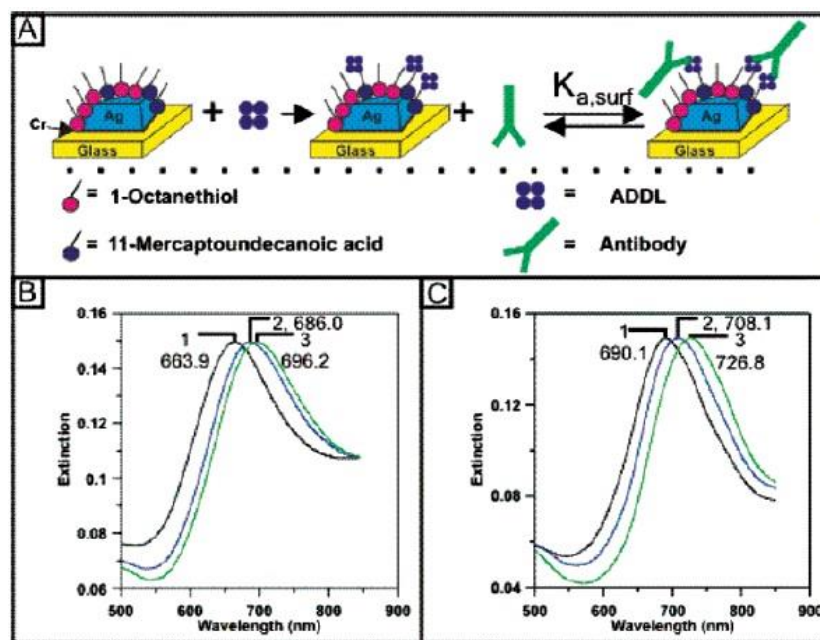 A
+ + K a,surf
Ag Ag Ag
Cr
Glass Glass Glass
= 1-Octanethiol = ADDL
= 11-Mercaptoundecanoic acid = Antibody
B
0.16
0.14
0.12
0.1
0.08
0.06
Extinction
1
663.9
2, 686.0
3
696.2
500 600 700 800 900
Wavelength (nm)
C
0.16
0.12
0.08
0.04
Extinction
1
690.1
2, 708.1
3
726.8
500 600 700 800 900
Wavelength (nm)